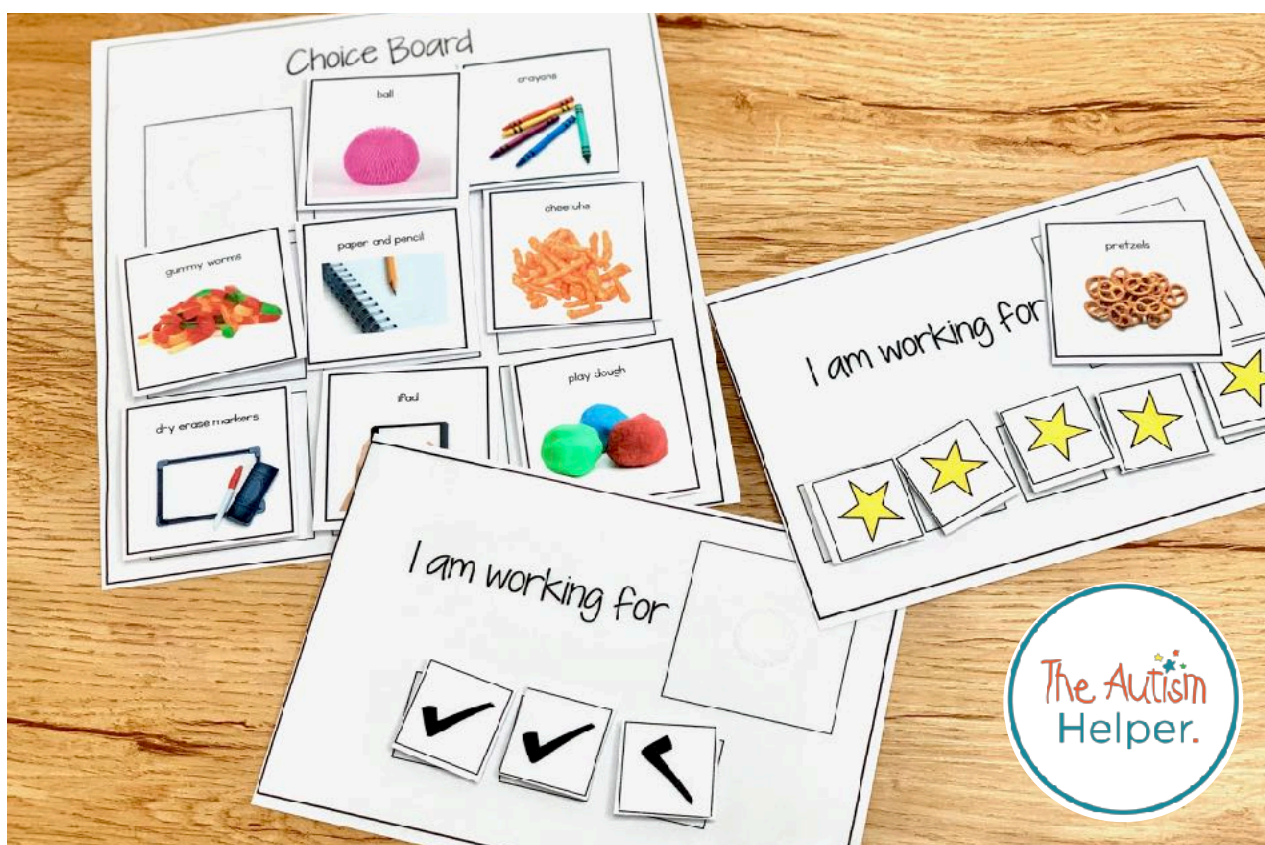 Choice Board
ball
crayons
gummy worms
paper and pencil
cheetuhs
dry erase markers
iPad
play dough
I am working for
pretzels
I am working for
The Autism
Helper.